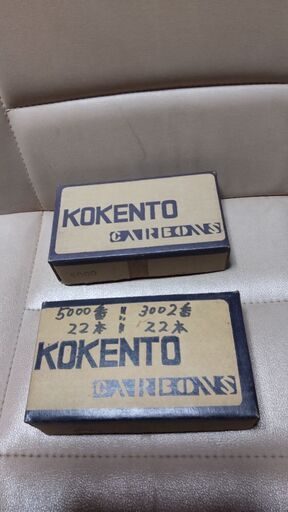 KOKENTO
CARBONS
5000
5000番 〃 3002番
22本 〃 22本
KOKENTO
CARBONS